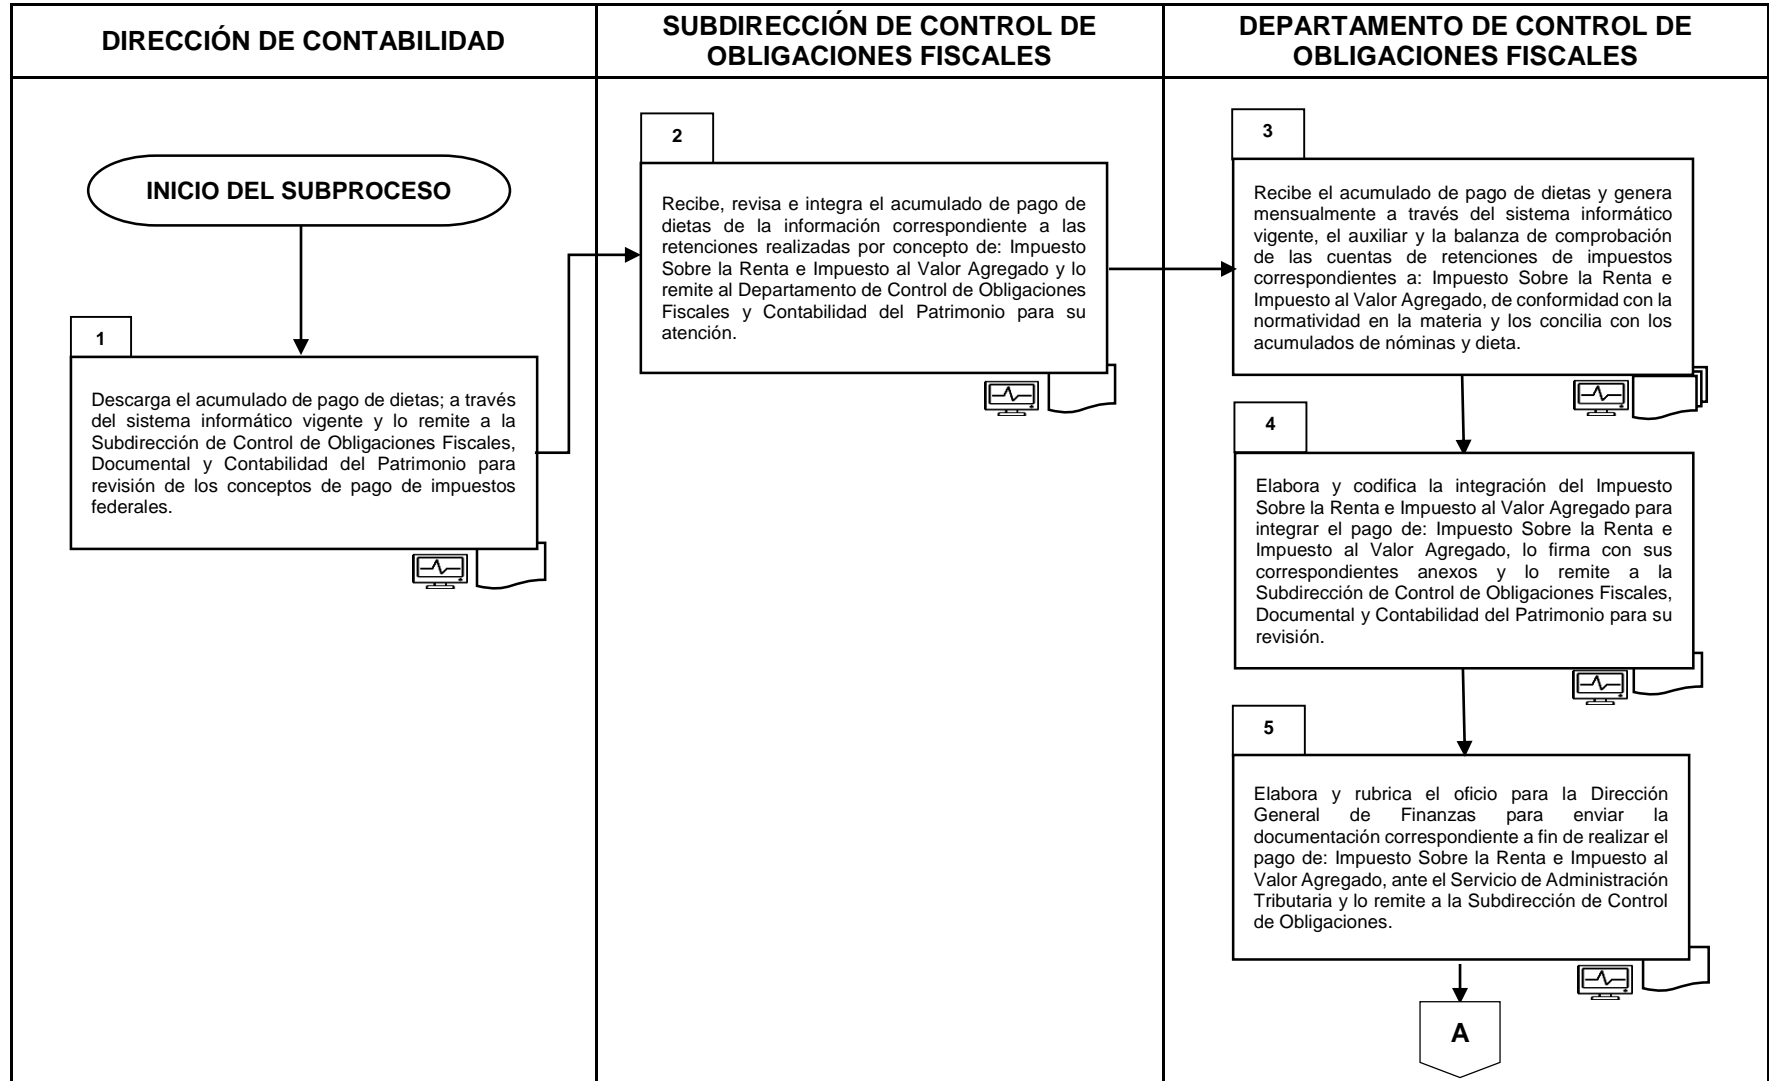 DIRECCIÓN DE CONTABILIDAD
SUBDIRECCIÓN DE CONTROL DE
OBLIGACIONES FISCALES
DEPARTAMENTO DE CONTROL DE
OBLIGACIONES FISCALES
INICIO DEL SUBPROCESO
1
Descarga el acumulado de pago de dietas; a través
del sistema informático vigente y lo remite a la
Subdirección de Control de Obligaciones Fiscales,
Documental y Contabilidad del Patrimonio para
revisión de los conceptos de pago de impuestos
federales.
2
Recibe, revisa e integra el acumulado de pago de
dietas de la información correspondiente a las
retenciones realizadas por concepto de: Impuesto
Sobre la Renta e Impuesto al Valor Agregado y lo
remite al Departamento de Control de Obligaciones
Fiscales y Contabilidad del Patrimonio para su
atención.
3
Recibe el acumulado de pago de dietas y genera
mensualmente a través del sistema informático
vigente, el auxiliar y la balanza de comprobación
de las cuentas de retenciones de impuestos
correspondientes a: Impuesto Sobre la Renta e
Impuesto al Valor Agregado, de conformidad con la
normatividad en la materia y los concilia con los
acumulados de nóminas y dieta.
4
Elabora y codifica la integración del Impuesto
Sobre la Renta e Impuesto al Valor Agregado para
integrar el pago de: Impuesto Sobre la Renta e
Impuesto al Valor Agregado, lo firma con sus
correspondientes anexos y lo remite a la
Subdirección de Control de Obligaciones Fiscales,
Documental y Contabilidad del Patrimonio para su
revisión.
5
Elabora y rubrica el oficio para la Dirección
General de Finanzas para enviar la
documentación correspondiente a fin de realizar el
pago de: Impuesto Sobre la Renta e Impuesto al
Valor Agregado, ante el Servicio de Administración
Tributaria y lo remite a la Subdirección de Control
de Obligaciones.
A